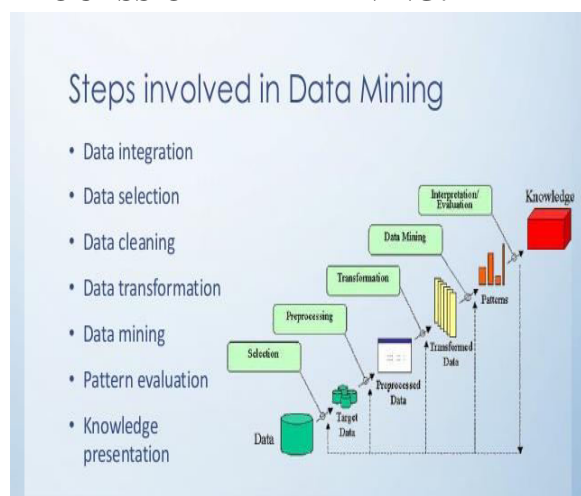 Steps involved in Data Mining
• Data integration
• Data selection
• Data cleaning
• Data transformation
• Data mining
• Pattern evaluation
• Knowledge
presentation
Interpretation/
Evaluation
Knowledge
Data Mining
Transformation
Patterns
Preprocessing
Transformed
Data
Selection
Preprocessed
Data
Target
Data
Data